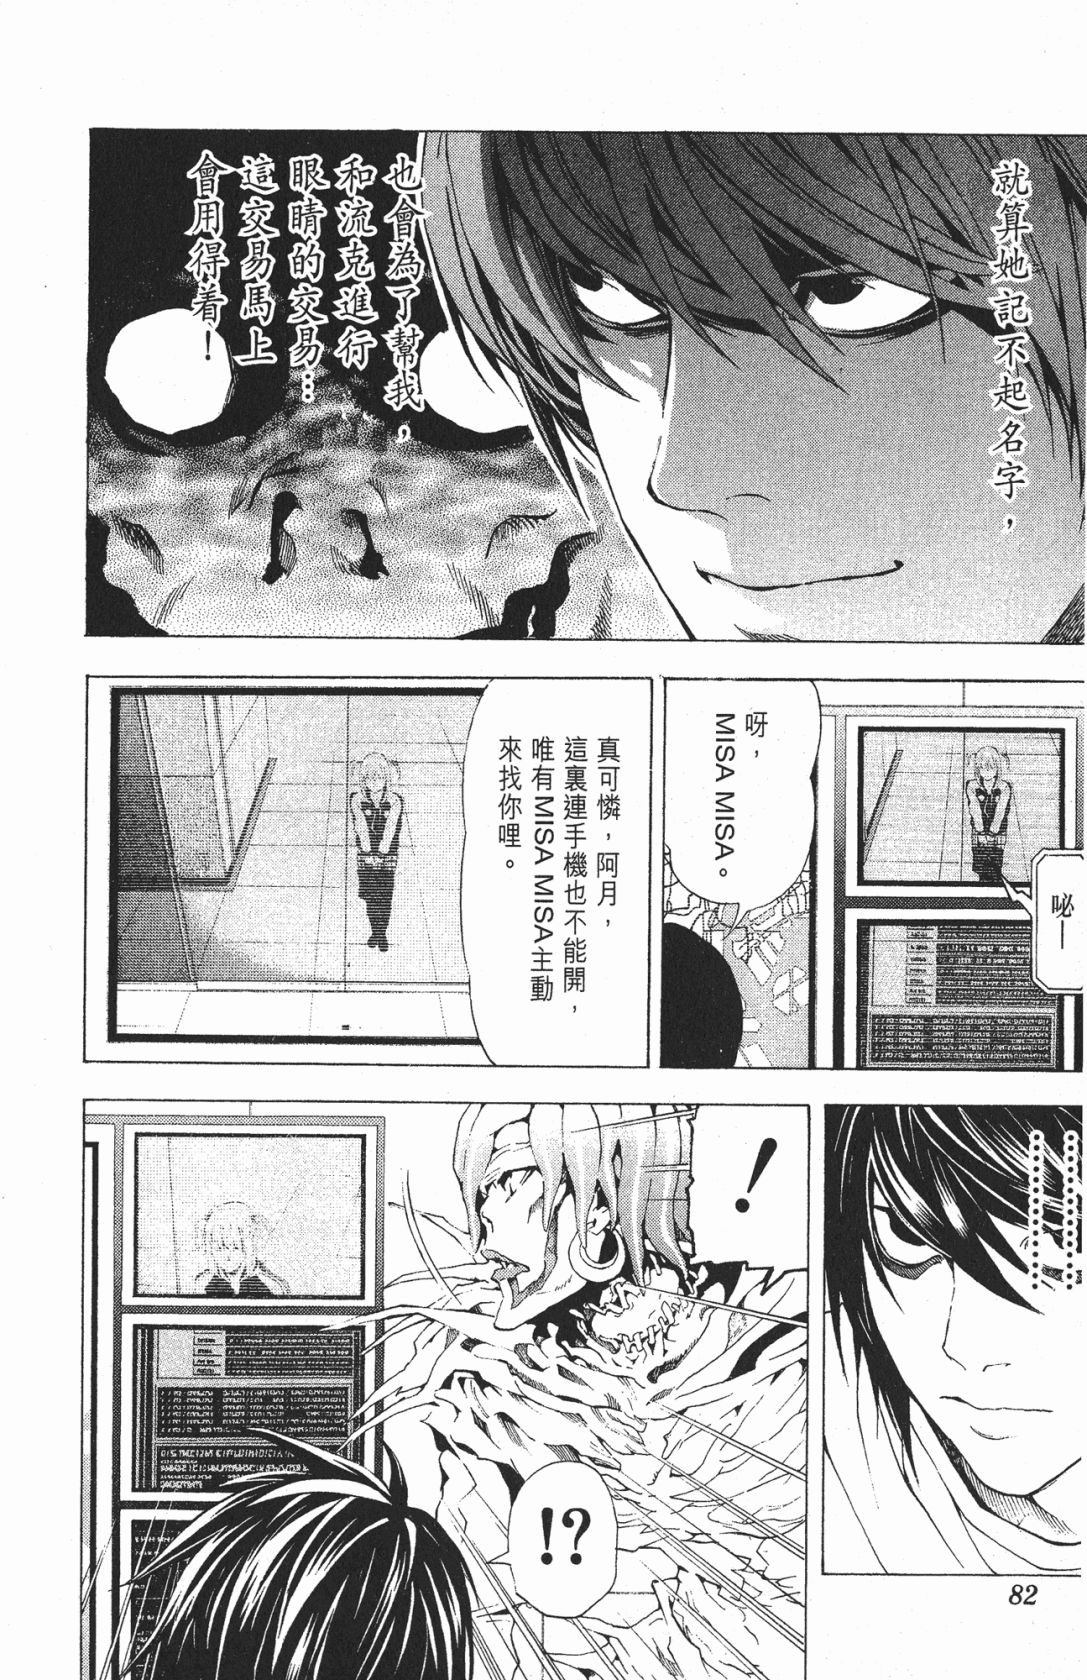 就算她記不起名字，
也會為了幫我，
和流克進行
眼睛的交易…
這交易馬上
會用得着！
嗶—
呀，
MISA MISA。
真可憐，阿月，
這裏連手機也不能開，
唯有MISA MISA主動
來找你哩。
！
!?
82